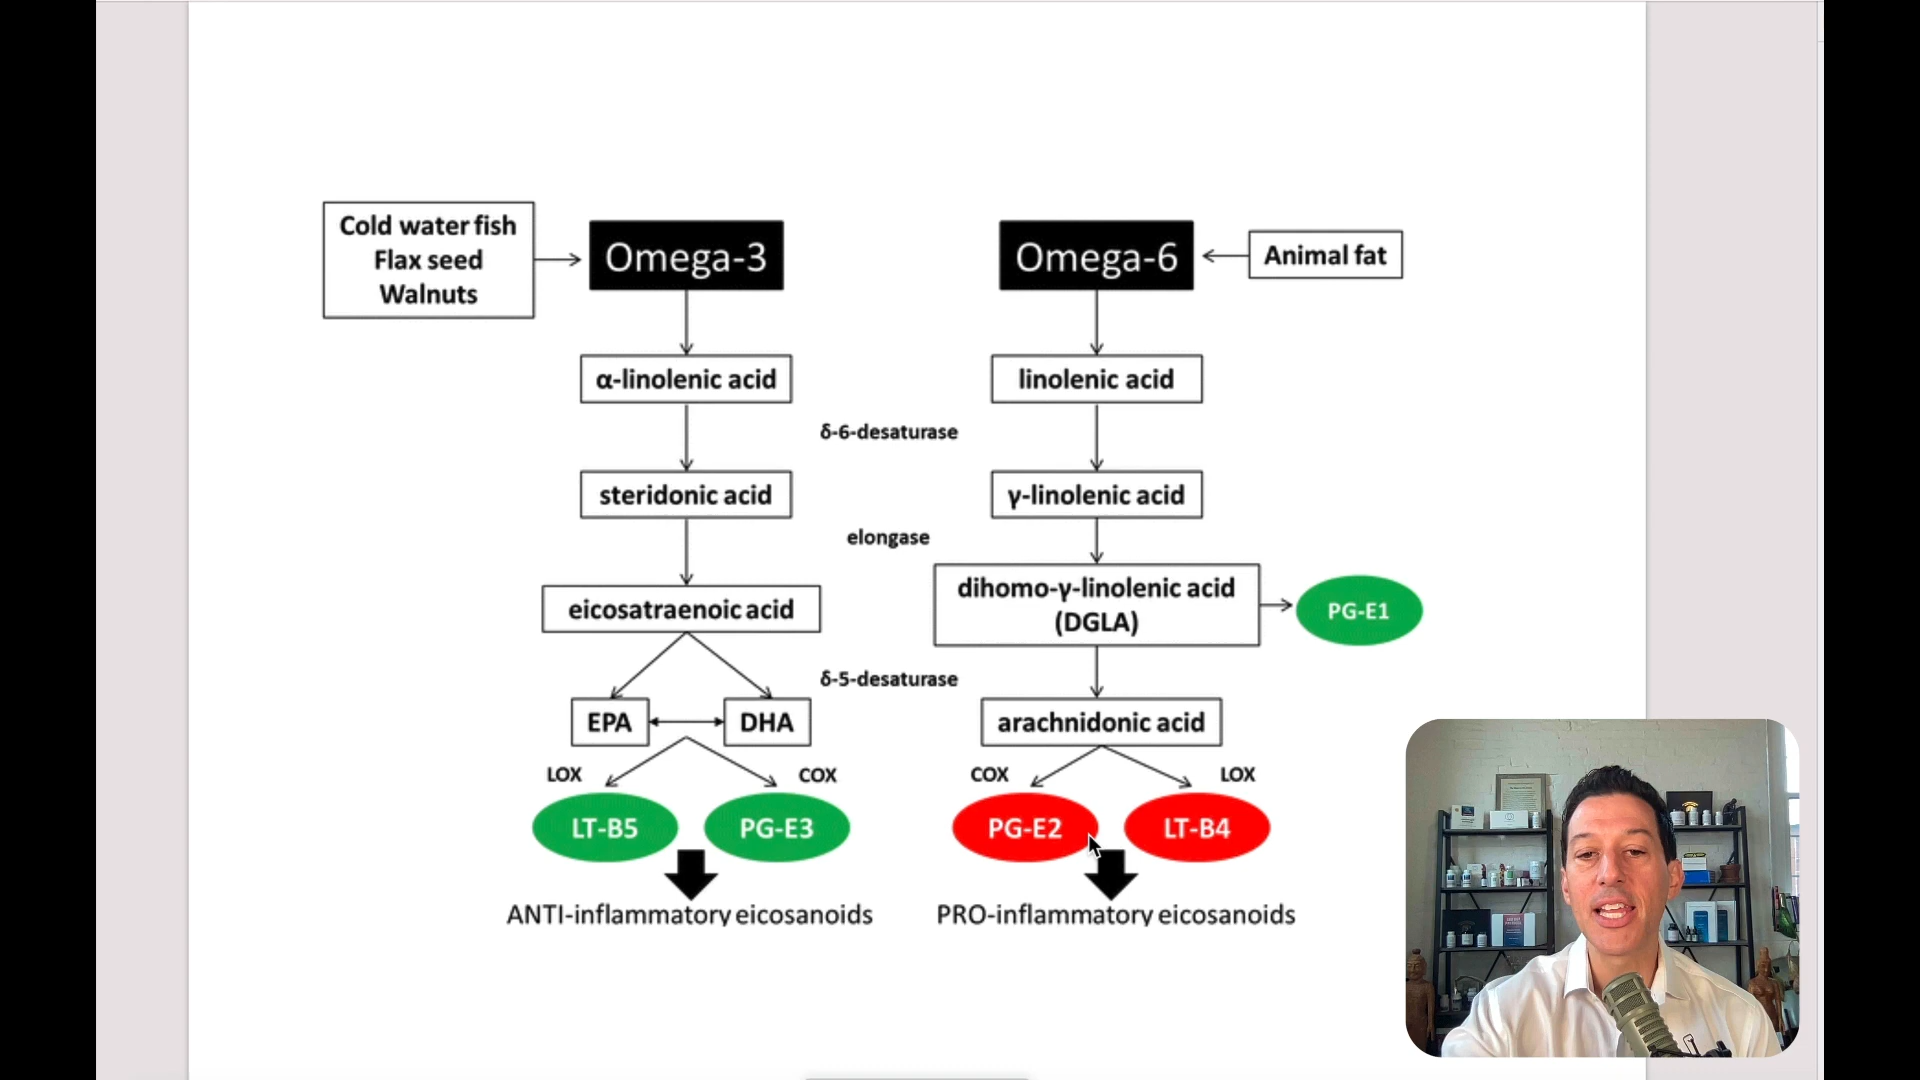 Cold water fish
Flax seed
Walnuts
Omega-3
Omega-6
Animal fat
α-linolenic acid
linolenic acid
δ-6-desaturase
steridonic acid
γ-linolenic acid
elongase
eicosatraenoic acid
dihomo-γ-linolenic acid
(DGLA)
PG-E1
δ-5-desaturase
EPA
DHA
arachnidonic acid
LOX
COX
COX
LOX
LT-B5
PG-E3
PG-E2
LT-B4
ANTI-inflammatory eicosanoids
PRO-inflammatory eicosanoids